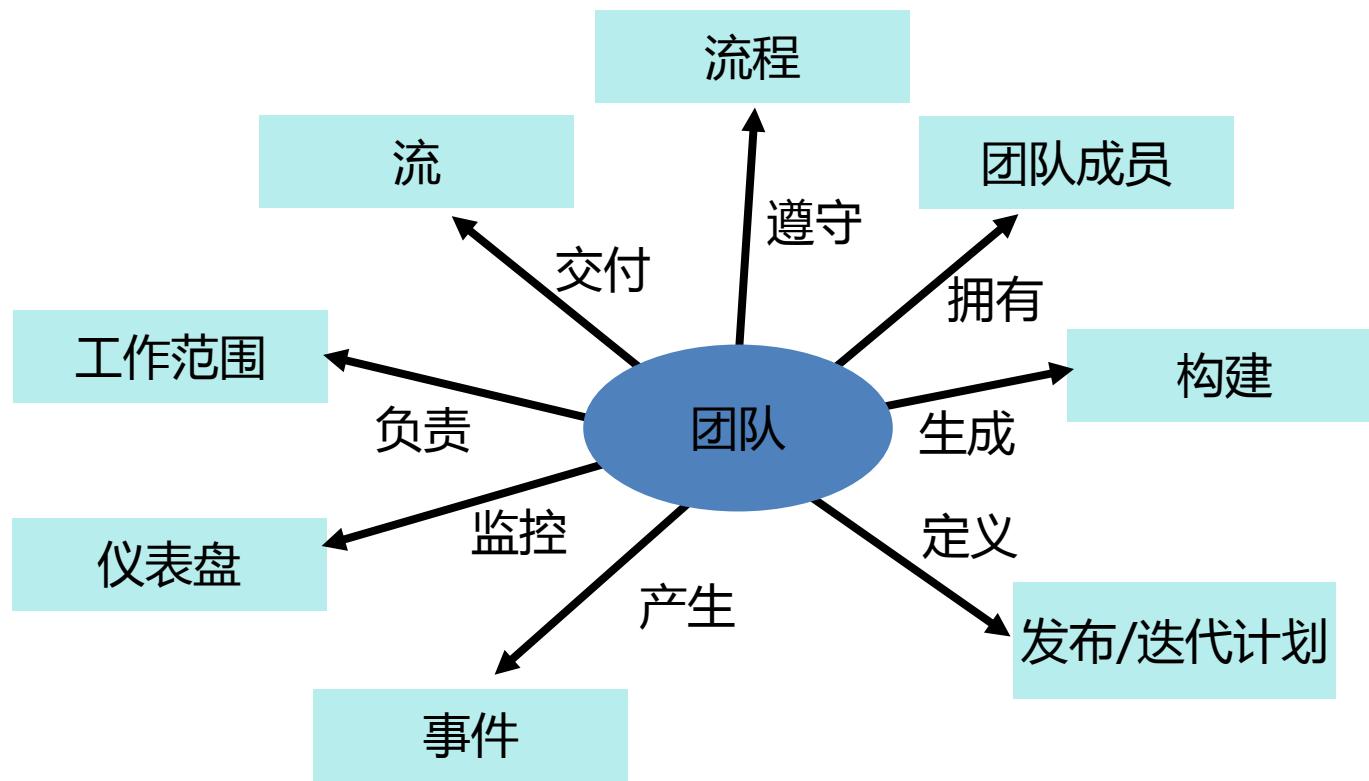 流程
流
团队成员
遵守
交付
拥有
工作范围
构建
负责
团队
生成
监控
定义
仪表盘
产生
发布/迭代计划
事件